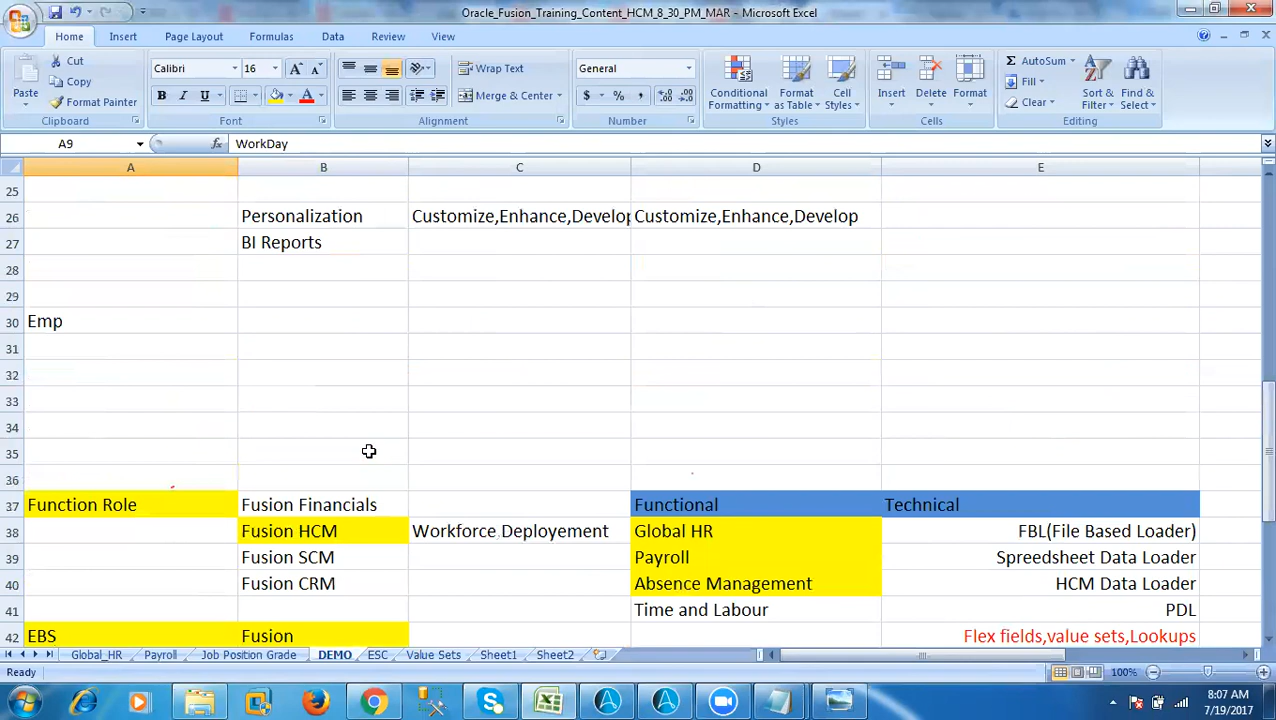 Oracle_Fusion_Training_Content_HCM_8_30_PM_MAR - Microsoft Excel
Home Insert Page Layout Formulas Data Review View
Cut
Copy
Format Painter
Paste
Clipboard
Calibri 16
B I U A
Font
Wrap Text
Merge & Center
Alignment
General
$ % ,
Number
Conditional Formatting
Format as Table
Cell Styles
Styles
Insert Delete Format
Cells
AutoSum
Fill
Clear
Sort & Filter
Find & Select
Editing
A9 fx WorkDay
A B C D E
25
26 Personalization Customize,Enhance,Develop Customize,Enhance,Develop
27 BI Reports
28
29
30 Emp
31
32
33
34
35
36
37 Function Role Fusion Financials Functional Technical
38 Fusion HCM Workforce Deployement Global HR FBL(File Based Loader)
39 Fusion SCM Payroll Spreadsheet Data Loader
40 Fusion CRM Absence Management HCM Data Loader
41 Time and Labour PDL
42 EBS Fusion Flex fields,value sets,Lookups
Global_HR Payroll Job Position Grade DEMO ESC Value Sets Sheet1 Sheet2
Ready 100%
8:07 AM
7/19/2017